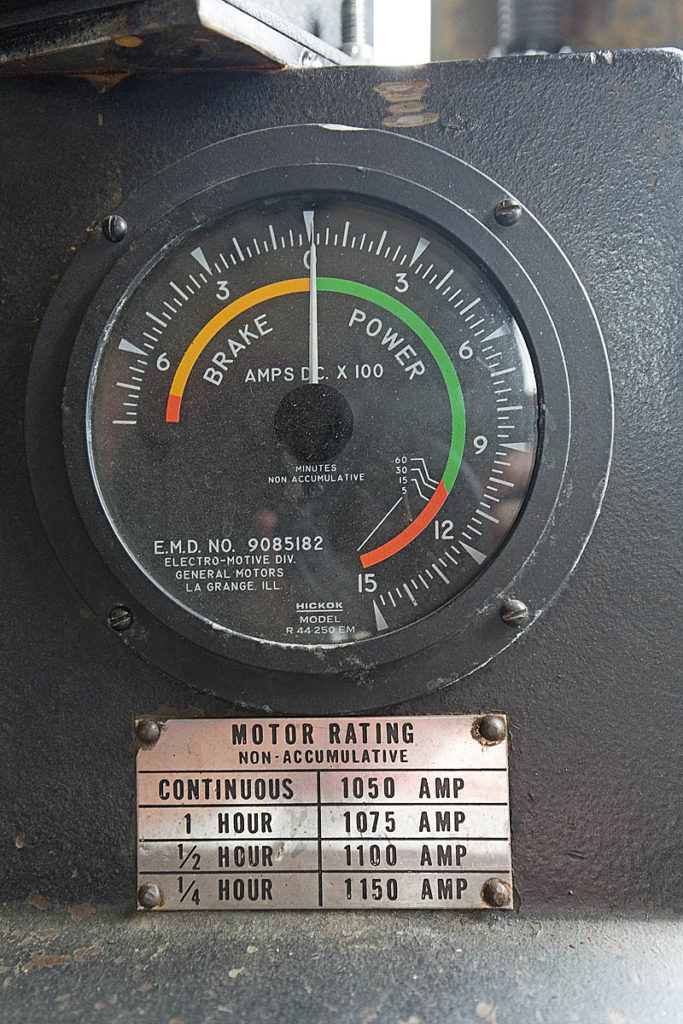 0
3 3
6 BRAKE POWER 6
AMPS D.C. X 100
9
MINUTES
NON ACCUMULATIVE
60
30
15
5
12
15
E.M.D. NO. 9085182
ELECTRO-MOTIVE DIV.
GENERAL MOTORS
LA GRANGE, ILL.
HICKOK
MODEL
R 44-250 EM
MOTOR RATING
NON-ACCUMULATIVE
CONTINUOUS 1050 AMP
1 HOUR 1075 AMP
1/2 HOUR 1100 AMP
1/4 HOUR 1150 AMP